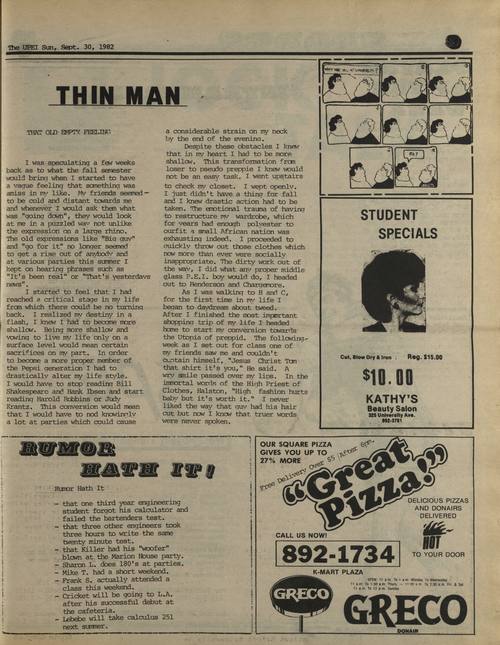 The UPEI Sun, Sept. 30, 1982
THIN MAN
THAT OLD EMPTY FEELING
I was speculating a few weeks
back as to what the fall semester
would bring when I started to have
a vague feeling that something was
amiss in my like. My friends seemed
to be cold and distant towards me
and whenever I would ask then what
was "going down", they would look
at me in a puzzled way not unlike
the expression on a large rhino.
The old expressions like "Big guy"
and "go for it" no longer seemed
to get a rise out of anybody and
at various parties this summer I
kept on hearing phrases such as
"It's been real" or "That's yesterdays
news".
I started to feel that I had
reached a critical stage in my life
from which there could be no turning
back. I realized my destiny in a
flash, I knew I had to become more
shallow. Being more shallow and
vowing to live my life only on a
surface level would mean certain
sacrifices on my part. In order
to become a more proper member of
the Pepsi generation I had to
drastically alter my life style.
I would have to stop reading Bill
Shakespeare and Hank Ibsen and start
reading Harold Robbins or Judy
Krantz. This conversion would mean
that I would have to nod knowingly
a lot at parties which could cause
a considerable strain on my neck
by the end of the evening.
Despite these obstacles I knew
that in my heart I had to be more
shallow. This transformation from
loser to pseudo preppie I knew would
not be an easy task. I went upstairs
to check my closet. I wept openly.
I just didn't have a thing for fall
and I knew drastic action had to be
taken. The emotional trauma of having
to restructure my wardrobe, which
for years had enough polyester to
outfit a small African nation was
exhausting indeed. I proceeded to
quickly throw out those clothes which
now more than ever were socially
inappropriate. The dirty work out of
the way, I did what any proper middle
glass P.E.I. boy would do, I headed
out to Henderson and Chargemore.
As I was walking to H and C,
for the first time in my life I
began to daydream about tweed.
After I finished the most important
shopping trip of my life I headed
home to start my conversion towards
the Utopia of preppid. The following
week as I set out for class one of
my friends saw me and couldn't
contain himself, "Jesus Christ Tom
that shirt it's you," He said. A
wry smile passed over my lips. In the
immortal words of the High Priest of
Clothes, Halston, "High fashion hurts
baby but it's worth it." I never
liked the way that guy had his hair
cut but now I know that truer words
were never spoken.
STUDENT
SPECIALS
Cut, Blow Dry & Iron Reg. $15.00
$10.00
KATHY'S
Beauty Salon
325 University Ave.
RUMOR
HATH IT!
Rumor Hath It
- that one third year engineering
student forgot his calculator and
failed the bartenders test.
- that three other engineers took
three hours to write the same
twenty minute test.
- that Killer had his "woofer"
blown at the Marion House party.
- Sharon L. does 180's at parties.
- Mike T. had a short weekend.
- Frank S. actually attended a
class this weekend.
- Cricket will be going to L.A.
after his successful debut at
the cafeteria.
- Lebebe will take calculus 251
next summer.
OUR SQUARE PIZZA
GIVES YOU UP TO
27% MORE
Free Delivery Over $5 After 6pm.
"Great
Pizza!"
DELICIOUS PIZZAS
AND DONAIRS
DELIVERED
HOT
TO YOUR DOOR
CALL US NOW!
892-1734
K-MART PLAZA
GRECO
GRECO
DONAIR